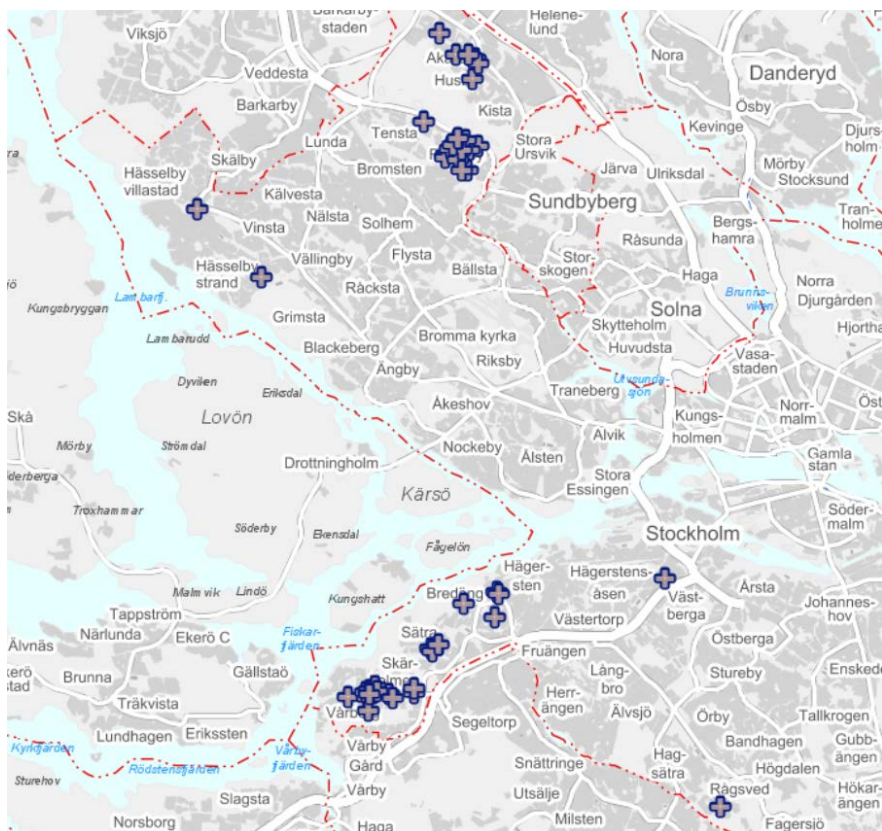 Viksjö
Barkarby-
staden
Helene-
lund
Nora
Danderyd
Veddesta
Ösby
Djurs-
holm
Barkarby
Kista
Kevinge
Tensta
Lunda
Stora
Ursvik
Mörby
Stocksund
Skälby
Hässelby
villastad
Bromsten
Järva
Ulriksdal
Kälvesta
Sundbyberg
Tran-
holmen
Nälsta
Solhem
Vinsta
Bergs-
hamra
Råsunda
Flysta
Stor-
skogen
Vällingby
Bällsta
Hässelby
strand
Råcksta
Haga
Norra
Djurgården
Kungsbryggan
Lambarfj.
Brunns-
viken
Grimsta
Solna
Skytteholm
Lambarudd
Bromma kyrka
Blackeberg
Huvudsta
Riksby
Vasa-
staden
Ängby
Dyviken
Ulvsunda-
sjön
Eriksdal
Traneberg
Åkeshov
Norr-
malm
Lovön
Skå
Kungs-
holmen
Mörby
Strömdal
Nockeby
Alvik
Ålsten
Gamla
stan
Drottningholm
Stora
Essingen
Kärsö
Troxhammar
Söder-
malm
Söderby
Ekensdal
Stockholm
Fågelön
Häger-
sten
Hägerstens-
åsen
Malmvik
Lindö
Bredäng
Kungshatt
Väst-
berga
Årsta
Johannes-
hov
Tappström
Västertorp
Närlunda
Ekerö C
Fiskar-
fjärden
Sätra
Östberga
Älvnäs
Fruängen
Enskede
Gällstaö
Brunna
Lång-
bro
Stureby
Herr-
ängen
Träkvista
Älvsjö
Örby
Tallkrogen
Segeltorp
Lundhagen
Erikssten
Bandhagen
Gubb-
ängen
Kyrkfjärden
Vårby-
fjärden
Vårby
Gård
Hag-
sätra
Rödstensfjärden
Snättringe
Högdalen
Sturehov
Rågsved
Hökar-
ängen
Vårby
Slagsta
Utsälje
Norsborg
Haga
Milsten
Fagersjö